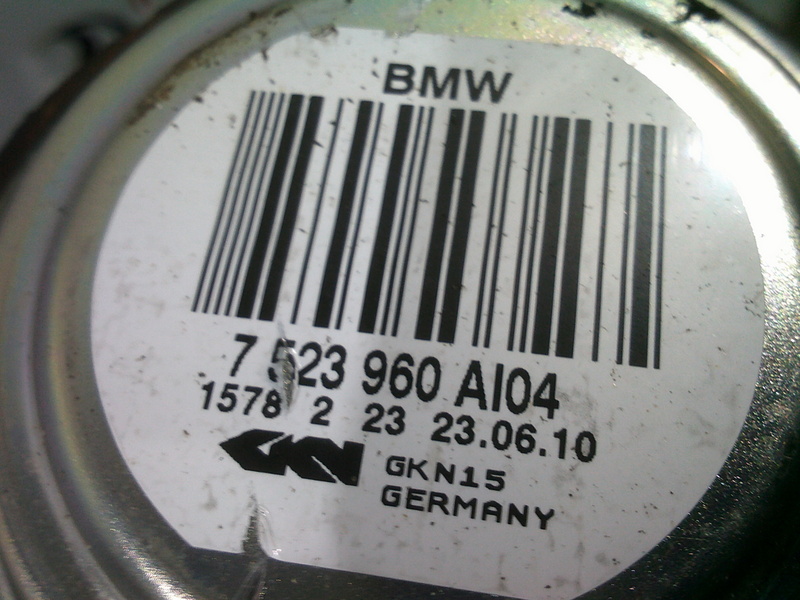 BMW
7 523 960 AI04
1578 2 23 23.06.10
GKN GKN15
GERMANY